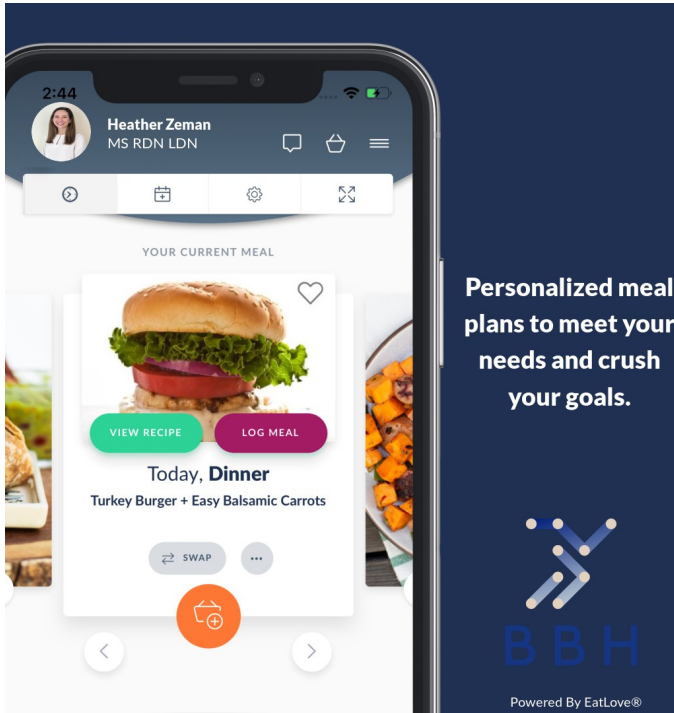 2:44
Heather Zeman
MS RDN LDN
YOUR CURRENT MEAL
VIEW RECIPE
LOG MEAL
Today, Dinner
Turkey Burger + Easy Balsamic Carrots
SWAP
Personalized meal
plans to meet your
needs and crush
your goals.
BBH
Powered By EatLove®